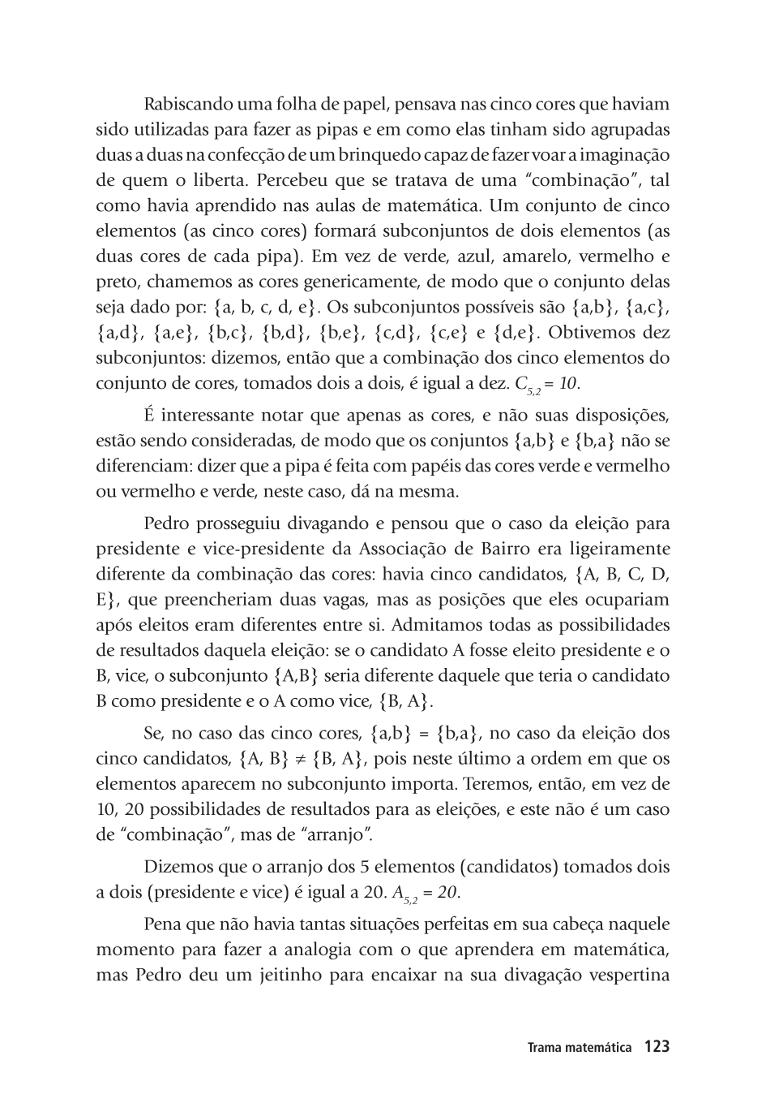 Rabiscando uma folha de papel, pensava nas cinco cores que haviam
sido utilizadas para fazer as pipas e em como elas tinham sido agrupadas
duas a duas na confecção de um brinquedo capaz de fazer voar a imaginação
de quem o liberta. Percebeu que se tratava de uma “combinação”, tal
como havia aprendido nas aulas de matemática. Um conjunto de cinco
elementos (as cinco cores) formará subconjuntos de dois elementos (as
duas cores de cada pipa). Em vez de verde, azul, amarelo, vermelho e
preto, chamemos as cores genericamente, de modo que o conjunto delas
seja dado por: {a, b, c, d, e}. Os subconjuntos possíveis são {a,b}, {a,c},
{a,d}, {a,e}, {b,c}, {b,d}, {b,e}, {c,d}, {c,e} e {d,e}. Obtivemos dez
subconjuntos: dizemos, então que a combinação dos cinco elementos do
conjunto de cores, tomados dois a dois, é igual a dez. C5,2 = 10.
É interessante notar que apenas as cores, e não suas disposições,
estão sendo consideradas, de modo que os conjuntos {a,b} e {b,a} não se
diferenciam: dizer que a pipa é feita com papéis das cores verde e vermelho
ou vermelho e verde, neste caso, dá na mesma.
Pedro prosseguiu divagando e pensou que o caso da eleição para
presidente e vice-presidente da Associação de Bairro era ligeiramente
diferente da combinação das cores: havia cinco candidatos, {A, B, C, D,
E}, que preencheriam duas vagas, mas as posições que eles ocupariam
após eleitos eram diferentes entre si. Admitamos todas as possibilidades
de resultados daquela eleição: se o candidato A fosse eleito presidente e o
B, vice, o subconjunto {A,B} seria diferente daquele que teria o candidato
B como presidente e o A como vice, {B, A}.
Se, no caso das cinco cores, {a,b} = {b,a}, no caso da eleição dos
cinco candidatos, {A, B} ≠ {B, A}, pois neste último a ordem em que os
elementos aparecem no subconjunto importa. Teremos, então, em vez de
10, 20 possibilidades de resultados para as eleições, e este não é um caso
de “combinação”, mas de “arranjo”.
Dizemos que o arranjo dos 5 elementos (candidatos) tomados dois
a dois (presidente e vice) é igual a 20. A5,2 = 20.
Pena que não havia tantas situações perfeitas em sua cabeça naquele
momento para fazer a analogia com o que aprendera em matemática,
mas Pedro deu um jeitinho para encaixar na sua divagação vespertina
Trama matemática 123